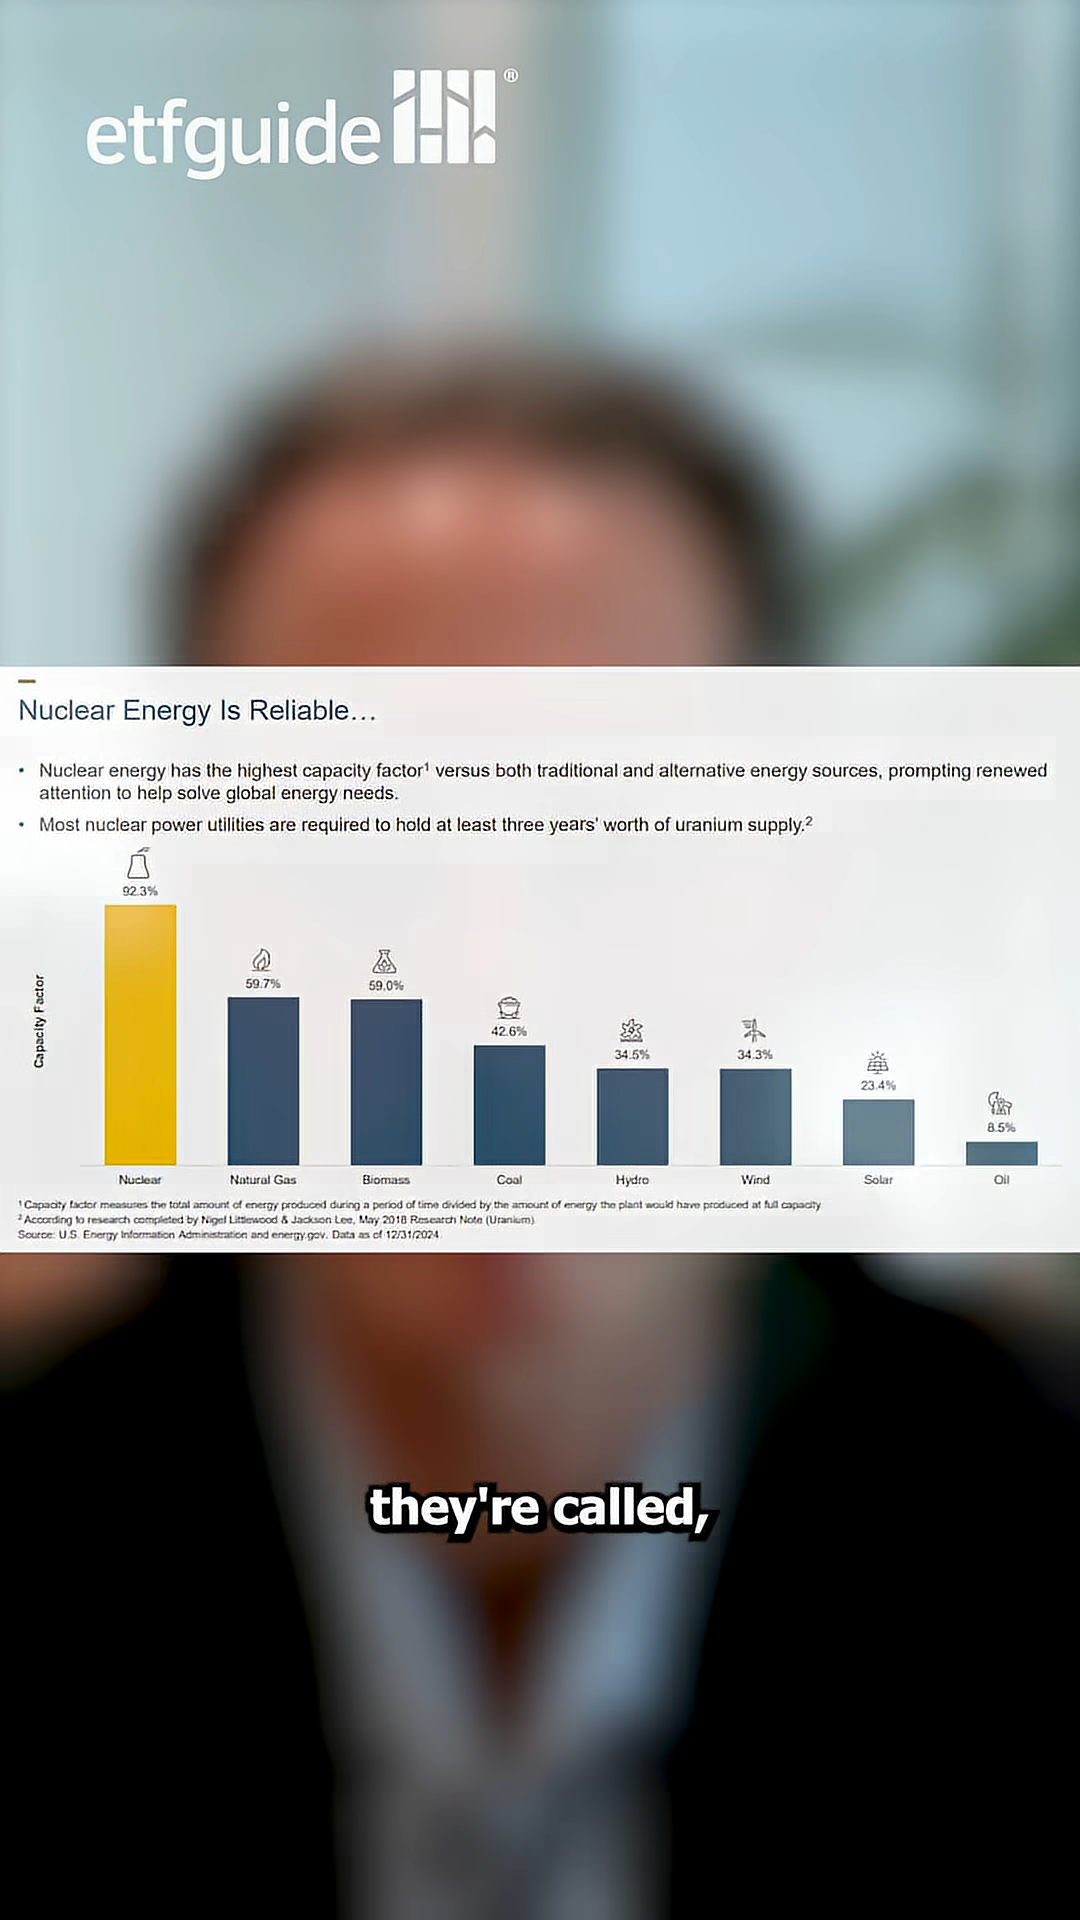 etfguide®
Nuclear Energy Is Reliable…
• Nuclear energy has the highest capacity factor¹ versus both traditional and alternative energy sources, prompting renewed
attention to help solve global energy needs.
• Most nuclear power utilities are required to hold at least three years' worth of uranium supply.²
Capacity Factor
92.3%
59.7%
59.0%
42.6%
34.5%
34.3%
23.4%
8.5%
Nuclear Natural Gas Biomass Coal Hydro Wind Solar Oil
¹ Capacity factor measures the total amount of energy produced during a period of time divided by the amount of energy the plant would have produced at full capacity
² According to research completed by Nigel Littlewood & Jackson Lee, May 2018 Research Note (Uranium).
Source: U.S. Energy Information Administration and energy.gov. Data as of 12/31/2024.
they're called,